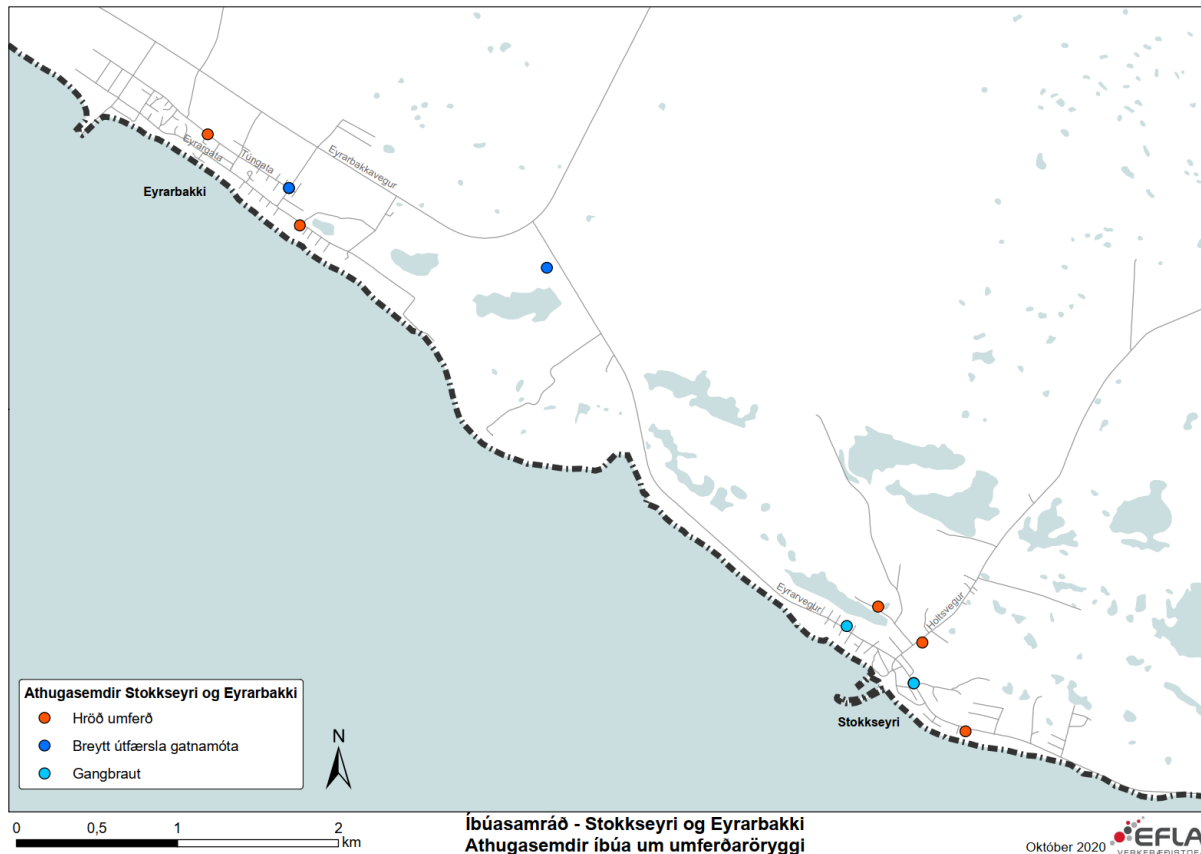 Eyrargata
Túngata
Eyrarbakkavegur
Eyrarbakki
Eyrarvegur
Holtsvegur
Stokkseyri
Athugasemdir Stokkseyri og Eyrarbakki
Hröð umferð
Breytt útfærsla gatnamóta
Gangbraut
N
0 0,5 1 2
km
Íbúasamráð - Stokkseyri og Eyrarbakki
Athugasemdir íbúa um umferðaröryggi
Október 2020
EFLA